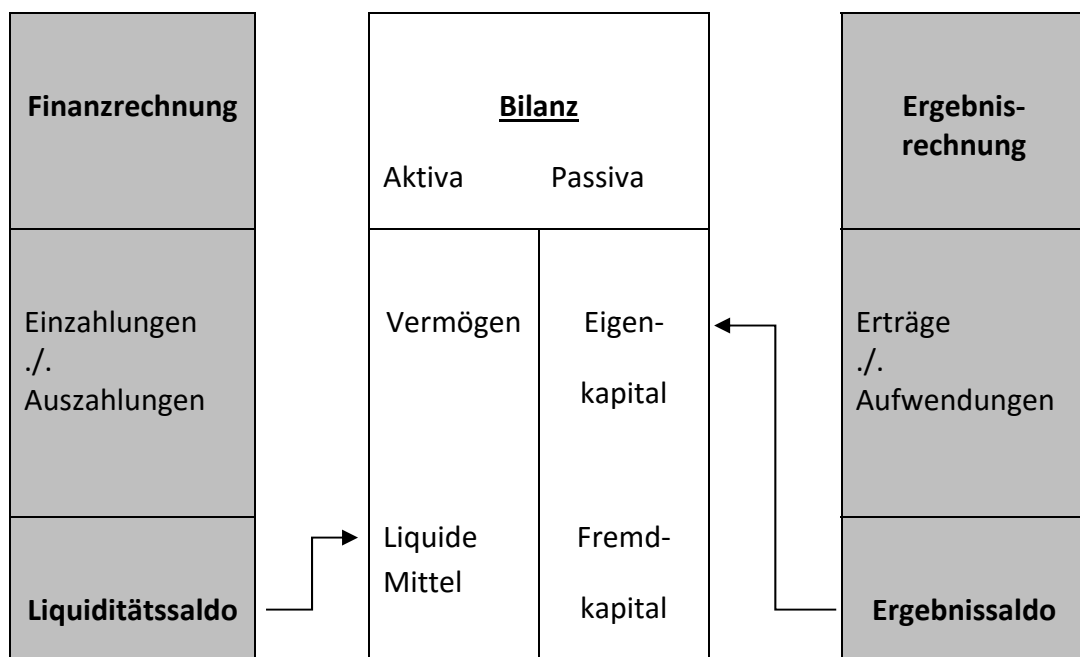 Finanzrechnung
Einzahlungen
./.
Auszahlungen
Liquiditätssaldo
Bilanz
Aktiva Passiva
Vermögen
Liquide
Mittel
Eigen-
kapital
Fremd-
kapital
Ergebnis-
rechnung
Erträge
./.
Aufwendungen
Ergebnissaldo